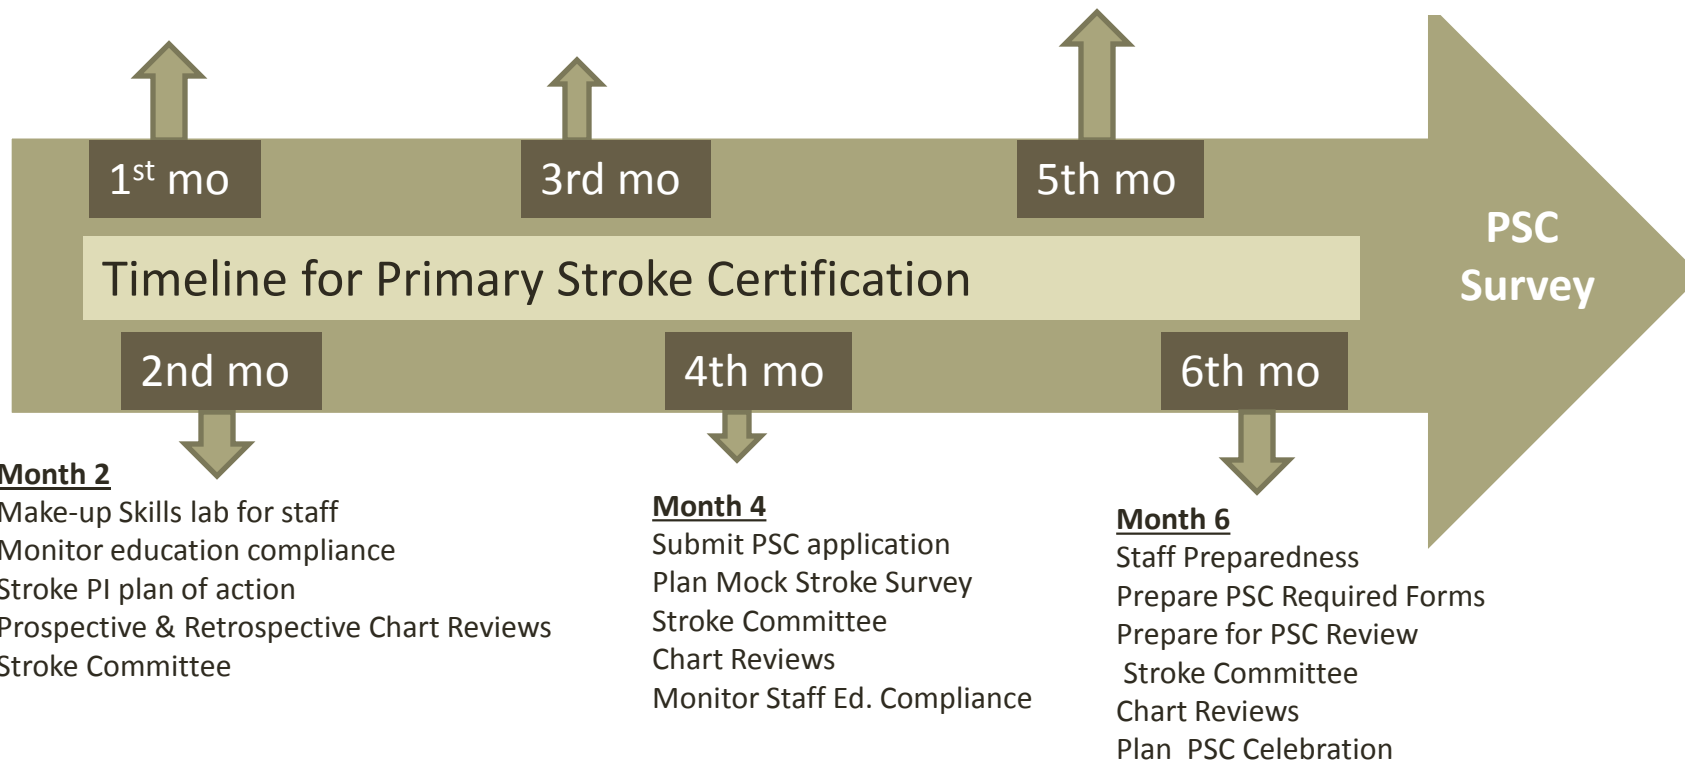 1st mo
3rd mo
5th mo
Timeline for Primary Stroke Certification
PSC
Survey
2nd mo
4th mo
6th mo
Month 2
Make-up Skills lab for staff
Monitor education compliance
Stroke PI plan of action
Prospective & Retrospective Chart Reviews
Stroke Committee
Month 4
Submit PSC application
Plan Mock Stroke Survey
Stroke Committee
Chart Reviews
Monitor Staff Ed. Compliance
Month 6
Staff Preparedness
Prepare PSC Required Forms
Prepare for PSC Review
Stroke Committee
Chart Reviews
Plan PSC Celebration